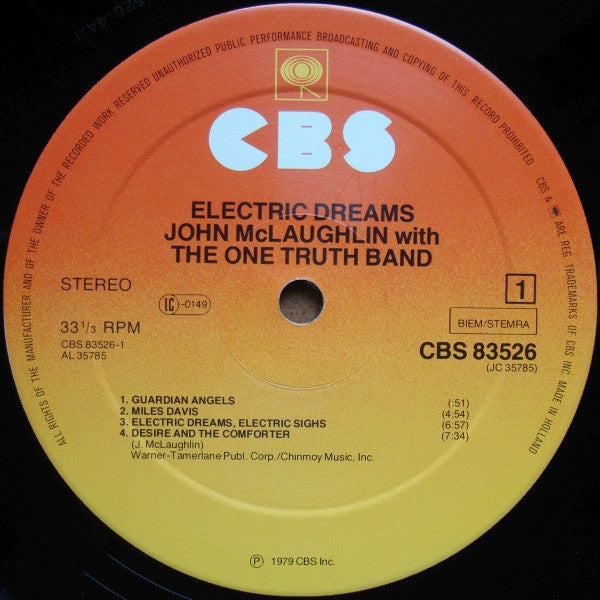 ALL RIGHTS OF THE MANUFACTURER AND OF THE OWNER OF THE RECORDED WORK RESERVED UNAUTHORIZED PUBLIC PERFORMANCE BROADCASTING AND COPYING OF THIS RECORD PROHIBITED CBS & ARE REG. TRADEMARKS OF CBS INC. MADE IN HOLLAND
CBS
ELECTRIC DREAMS
JOHN McLAUGHLIN with
THE ONE TRUTH BAND
STEREO
LC -0149
1
33 1/3 RPM
BIEM/STEMRA
CBS 83526-1
AL 35785
CBS 83526
(JC 35785)
1. GUARDIAN ANGELS (:51)
2. MILES DAVIS (4:54)
3. ELECTRIC DREAMS, ELECTRIC SIGHS (6:57)
4. DESIRE AND THE COMFORTER (7:34)
(J. McLaughlin)
Warner-Tamerlane Publ. Corp./Chinmoy Music, Inc.
Ⓟ 1979 CBS Inc.